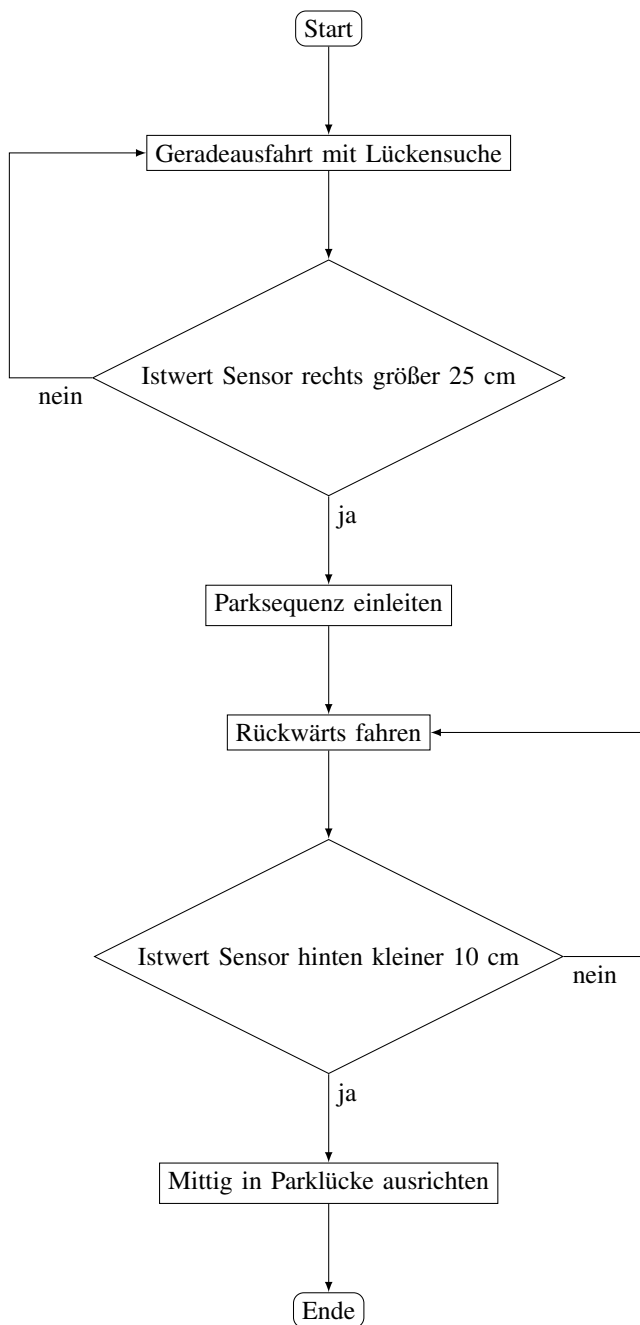 Start
Geradeausfahrt mit Lückensuche
Istwert Sensor rechts größer 25 cm
nein
ja
Parksequenz einleiten
Rückwärts fahren
Istwert Sensor hinten kleiner 10 cm
nein
ja
Mittig in Parklücke ausrichten
Ende